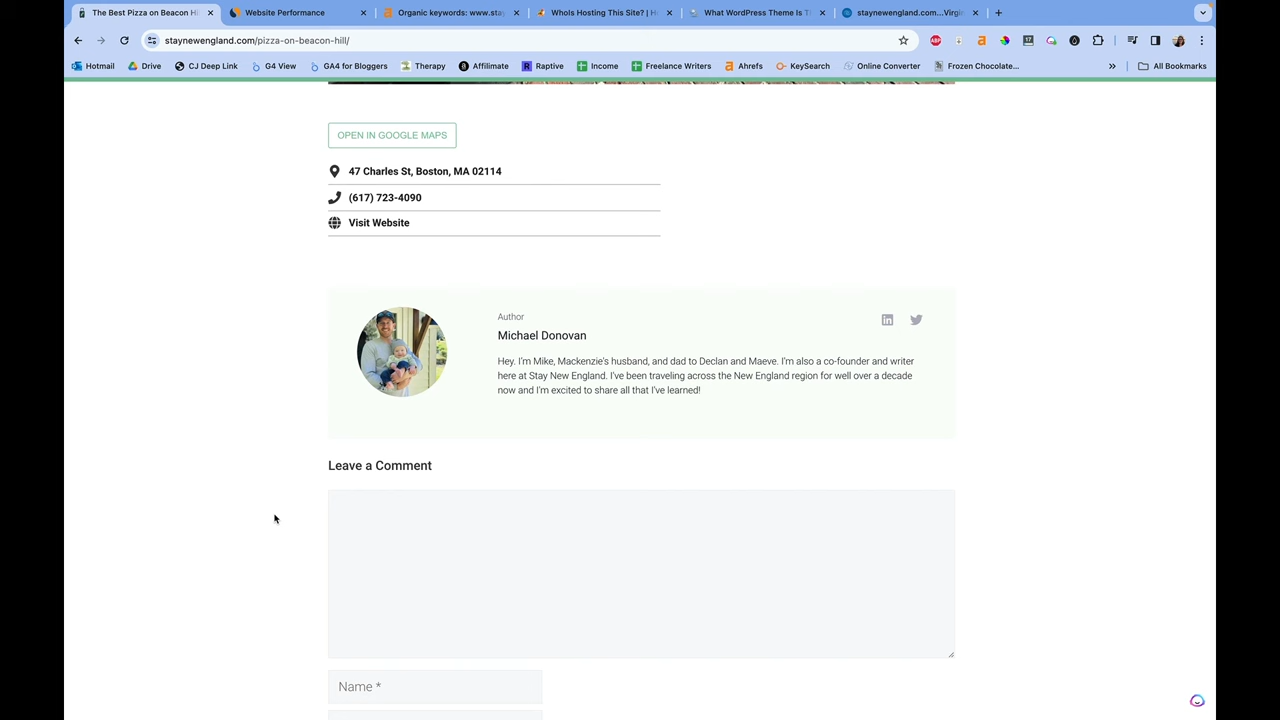 The Best Pizza on Beacon Hi
Website Performance
Organic keywords: www.stay
WhoIs Hosting This Site? | H
What WordPress Theme Is T
staynewengland.com...Virgi
staynewengland.com/pizza-on-beacon-hill/
Hotmail
Drive
CJ Deep Link
G4 View
GA4 for Bloggers
Therapy
Affilimate
Raptive
Income
Freelance Writers
Ahrefs
KeySearch
Online Converter
Frozen Chocolate...
All Bookmarks
OPEN IN GOOGLE MAPS
47 Charles St, Boston, MA 02114
(617) 723-4090
Visit Website
Author
Michael Donovan
Hey. I'm Mike, Mackenzie's husband, and dad to Declan and Maeve. I'm also a co-founder and writer
here at Stay New England. I've been traveling across the New England region for well over a decade
now and I'm excited to share all that I've learned!
Leave a Comment
Name *